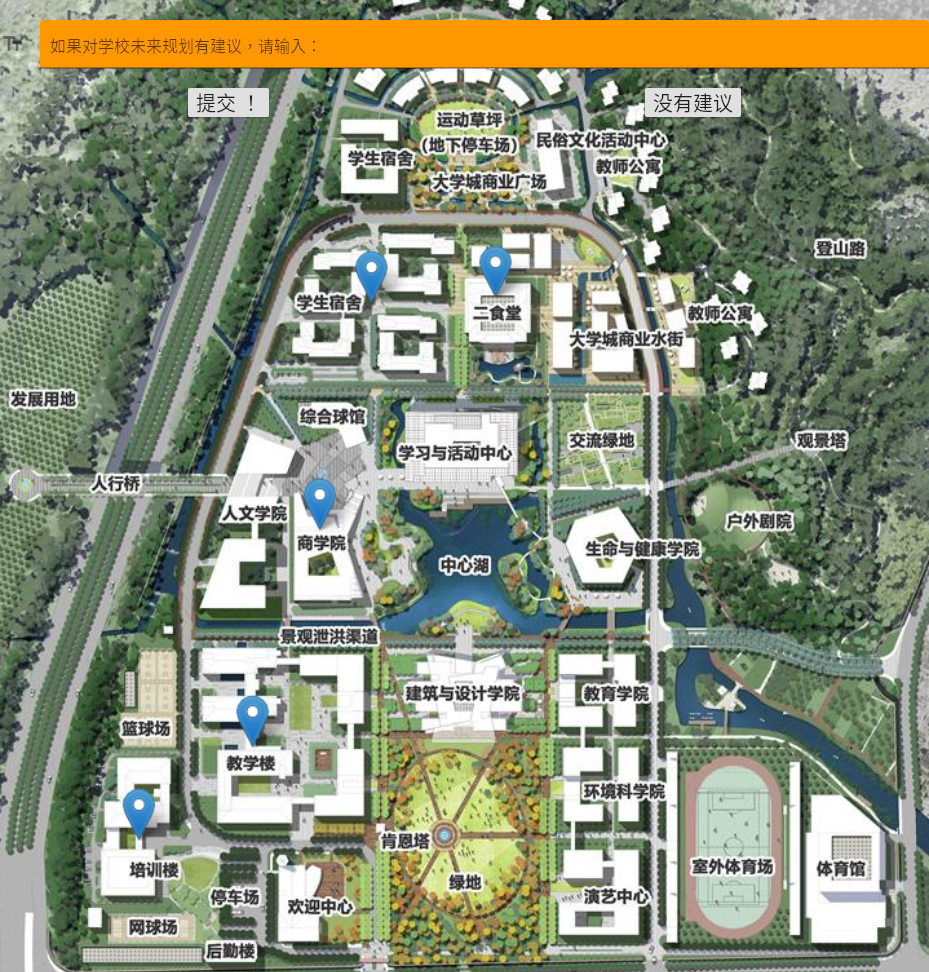 如果对学校未来规划有建议，请输入：
提交 ！
没有建议
运动草坪
(地下停车场)
民俗文化活动中心
学生宿舍
教师公寓
大学城商业广场
登山路
学生宿舍
二食堂
教师公寓
大学城商业水街
发展用地
综合球馆
学习与活动中心
交流绿地
观景塔
人行桥
人文学院
户外剧院
商学院
生命与健康学院
中心湖
景观泄洪渠道
建筑与设计学院
教育学院
篮球场
教学楼
环境科学院
肯恩塔
培训楼
绿地
室外体育场
体育馆
停车场
欢迎中心
演艺中心
网球场
后勤楼